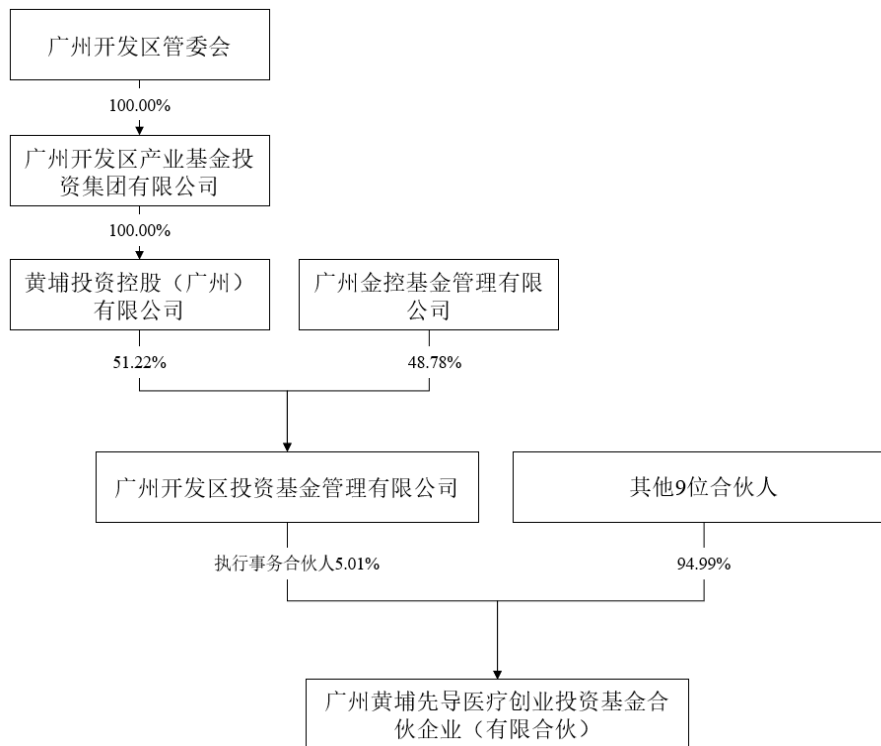 广州开发区管委会
100.00%
广州开发区产业基金投
资集团有限公司
100.00%
黄埔投资控股（广州）
有限公司
广州金控基金管理有限
公司
51.22%
48.78%
广州开发区投资基金管理有限公司
其他9位合伙人
执行事务合伙人5.01%
94.99%
广州黄埔先导医疗创业投资基金合
伙企业（有限合伙）